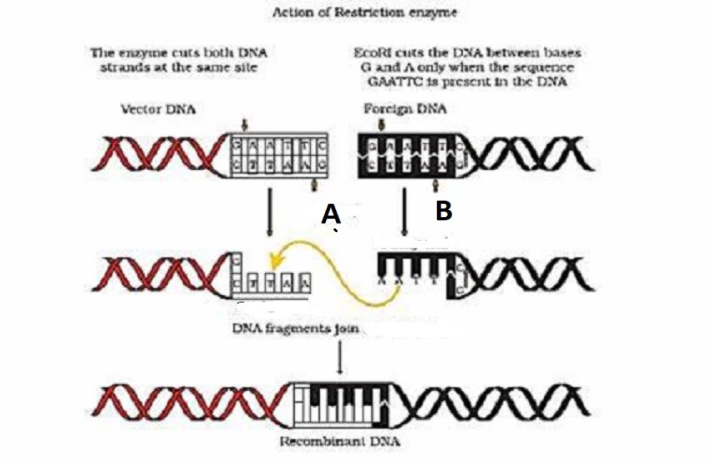 Action of Restriction enzyme
The enzyme cuts both DNA
strands at the same site
EcoRI cuts the DNA between bases
G and A only when the sequence
GAATTC is present in the DNA
Vector DNA
Foreign DNA
G A A T T C
C T T A A G
G A A T T C
C T T A A G
A
B
G
C T T A A
A A T T C
G
DNA fragments join
Recombinant DNA